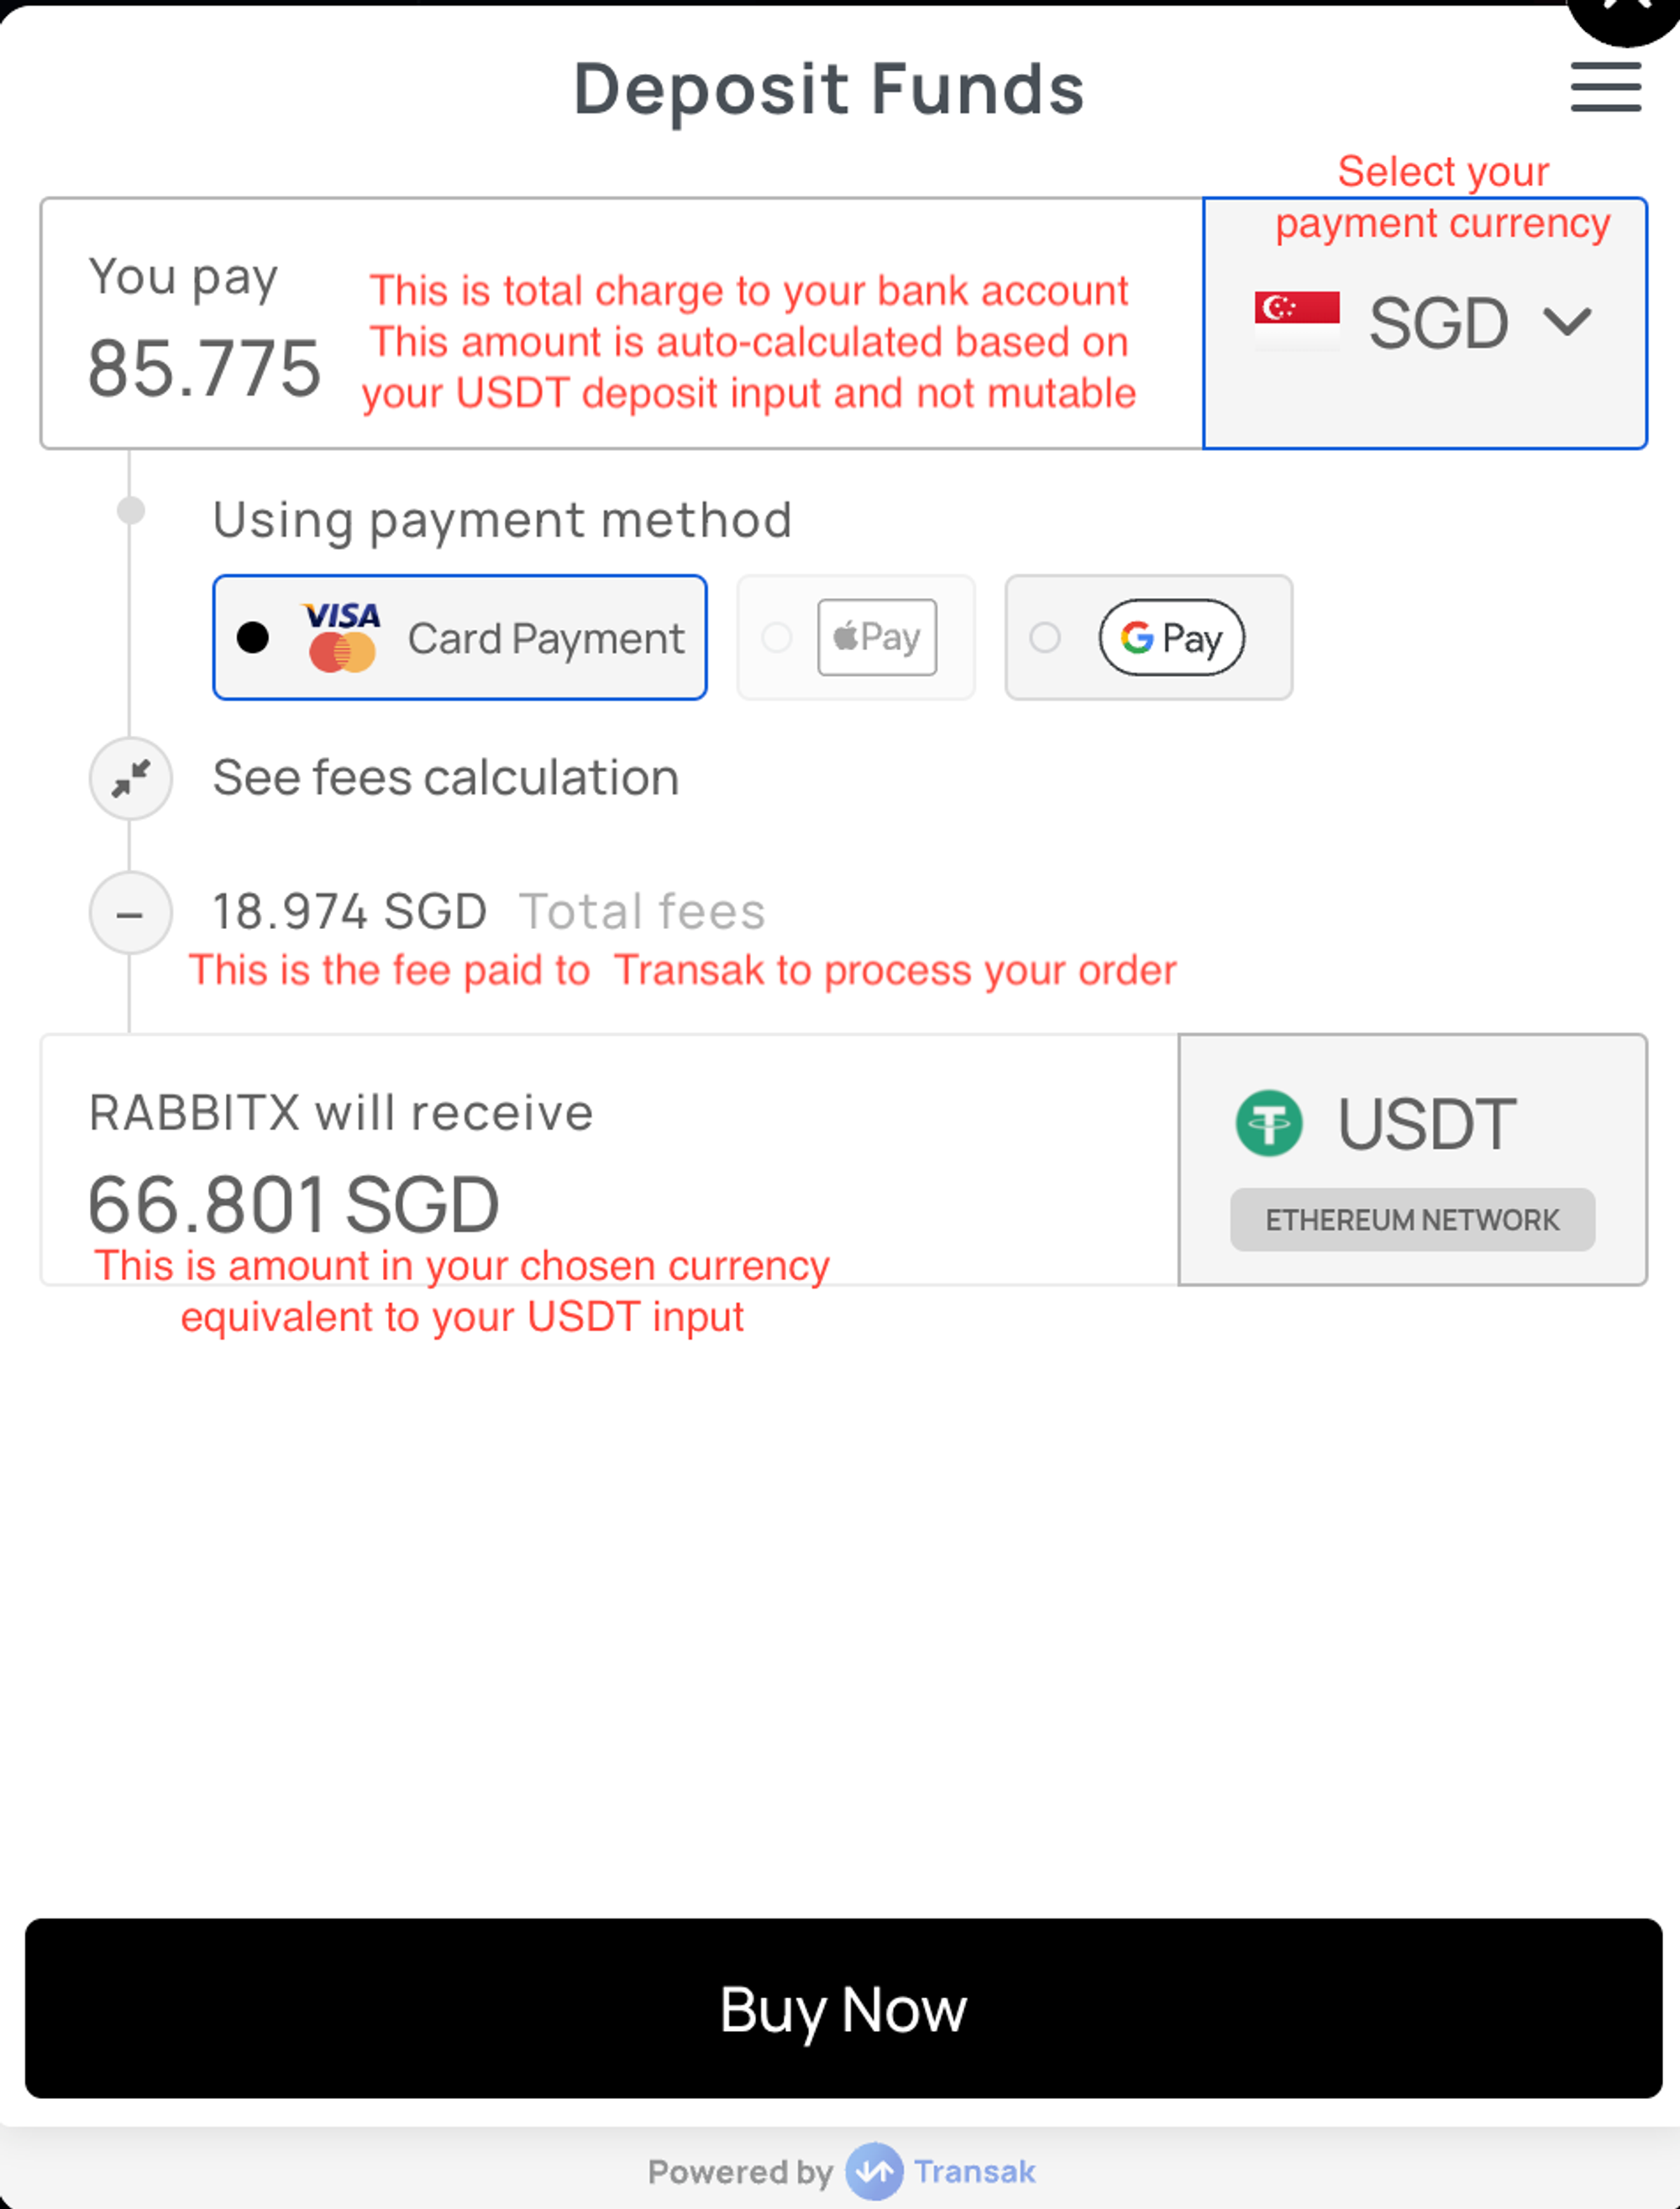 Deposit Funds
Select your
payment currency
You pay
This is total charge to your bank account
SGD
85.775
This amount is auto-calculated based on
your USDT deposit input and not mutable
Using payment method
VISA Card Payment
Pay
G Pay
See fees calculation
18.974 SGD Total fees
This is the fee paid to Transak to process your order
RABBITX will receive
USDT
66.801 SGD
ETHEREUM NETWORK
This is amount in your chosen currency
equivalent to your USDT input
Buy Now
Powered by Transak